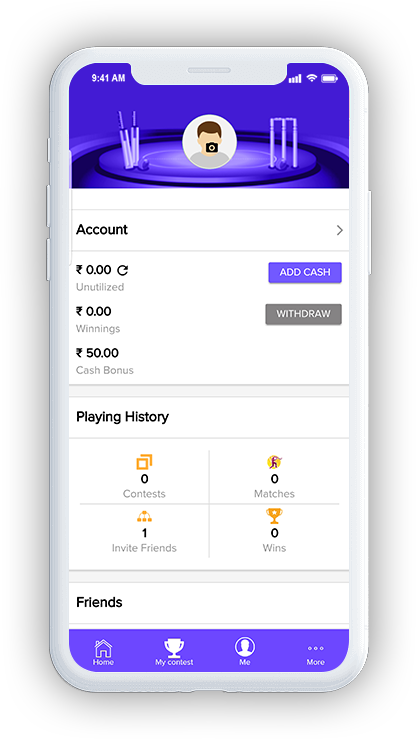 9:41 AM
Account
₹ 0.00
ADD CASH
Unutilized
₹ 0.00
WITHDRAW
Winnings
₹ 50.00
Cash Bonus
Playing History
0
0
Contests
Matches
1
0
Invite Friends
Wins
Friends
Home
My contest
Me
More